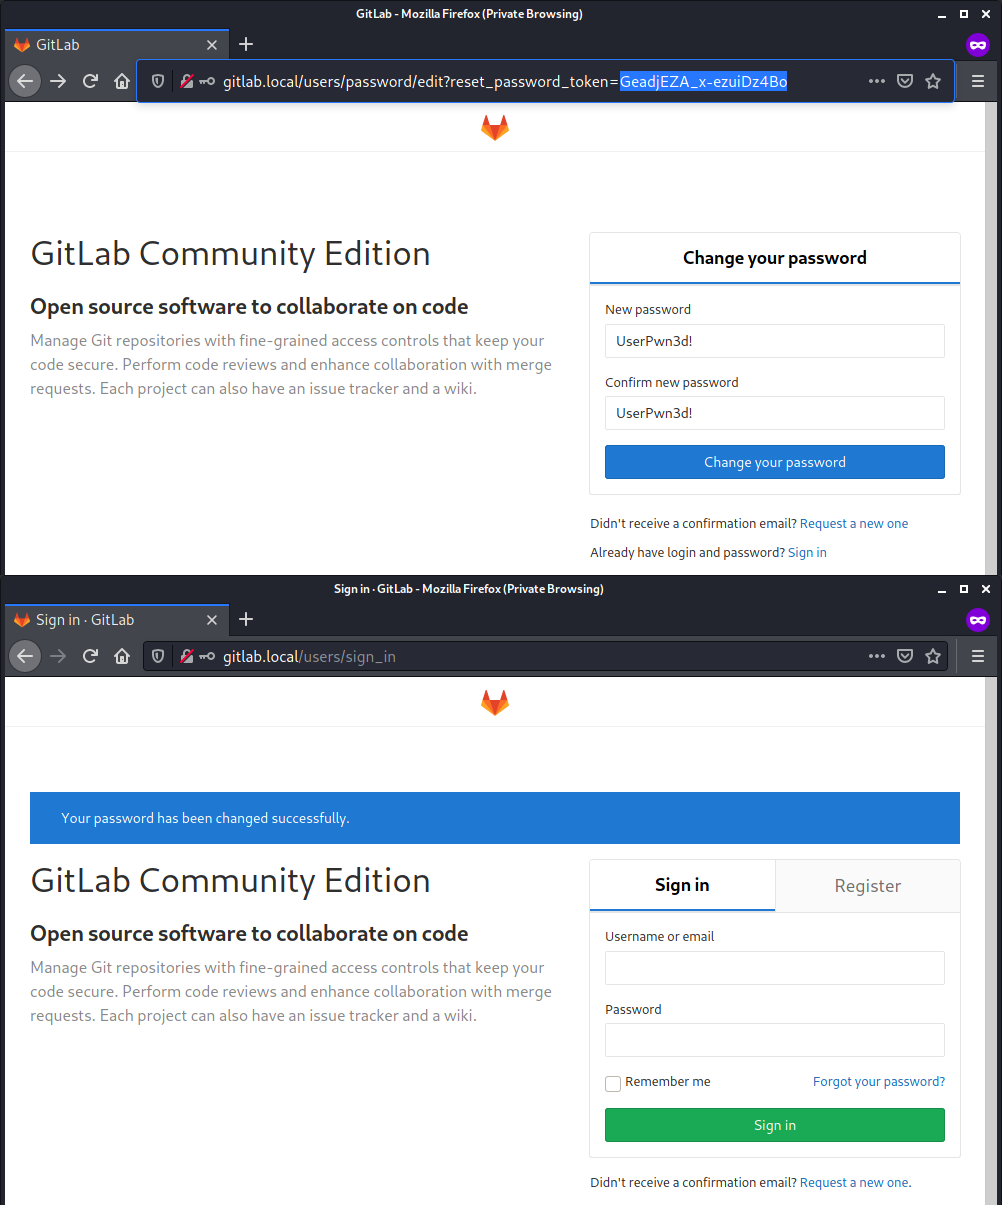 GitLab - Mozilla Firefox (Private Browsing)
GitLab
gitlab.local/users/password/edit?reset_password_token=GeadjEZA_x-ezuiDz4Bo
GitLab Community Edition
Open source software to collaborate on code
Manage Git repositories with fine-grained access controls that keep your
code secure. Perform code reviews and enhance collaboration with merge
requests. Each project can also have an issue tracker and a wiki.
Change your password
New password
UserPwn3d!
Confirm new password
UserPwn3d!
Change your password
Didn't receive a confirmation email? Request a new one
Already have login and password? Sign in
Sign in · GitLab - Mozilla Firefox (Private Browsing)
Sign in · GitLab
gitlab.local/users/sign_in
Your password has been changed successfully.
GitLab Community Edition
Open source software to collaborate on code
Manage Git repositories with fine-grained access controls that keep your
code secure. Perform code reviews and enhance collaboration with merge
requests. Each project can also have an issue tracker and a wiki.
Sign in Register
Username or email
Password
Remember me Forgot your password?
Sign in
Didn't receive a confirmation email? Request a new one.